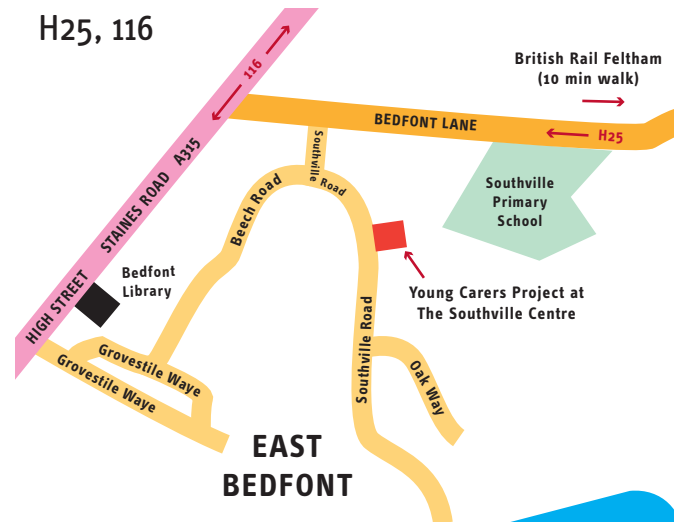 H25, 116
116
British Rail Feltham
(10 min walk)
BEDFONT LANE
H25
STAINES ROAD A315
Southville
Road
Beech Road
Southville
Primary
School
Bedfont
Library
HIGH STREET
Young Carers Project at
The Southville Centre
Southville Road
Grovestile Waye
Grovestile Waye
Oak Way
EAST
BEDFONT